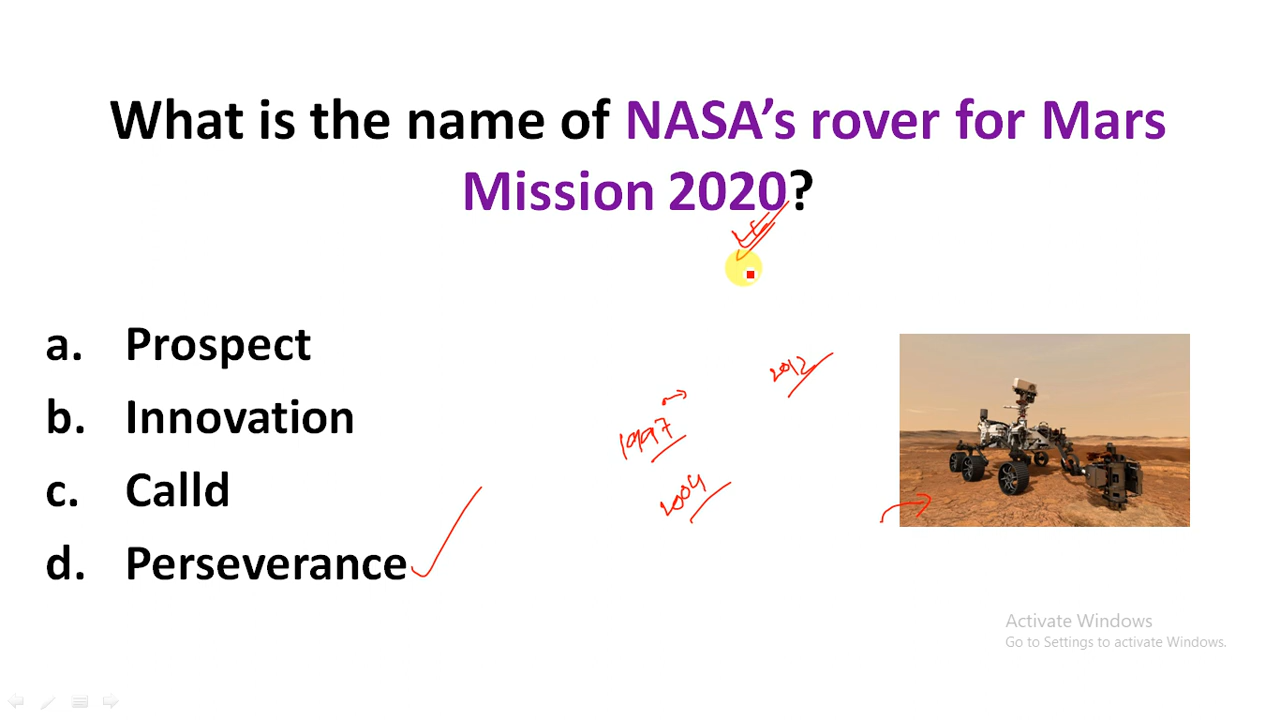 What is the name of NASA's rover for Mars
Mission 2020?
a. Prospect
b. Innovation
c. Calld
d. Perseverance
2012
1997
2004
Activate Windows
Go to Settings to activate Windows.